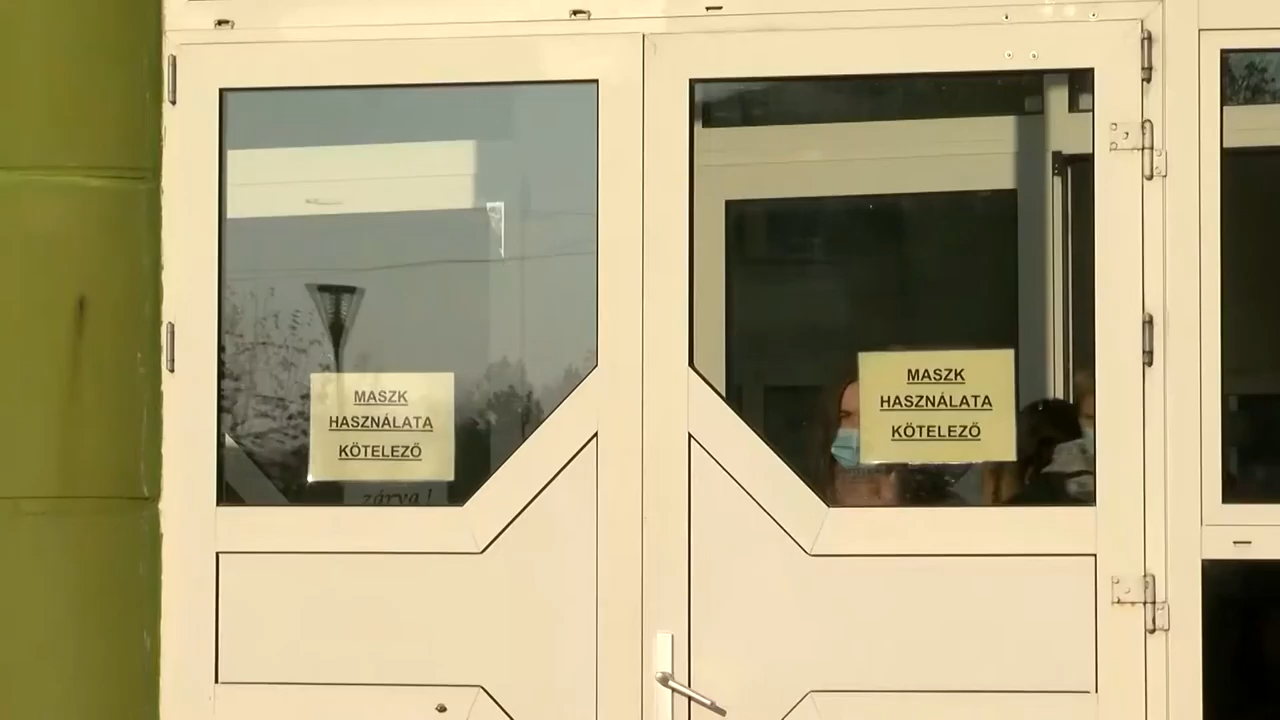 MASZK
HASZNÁLATA
KÖTELEZŐ
zárva!
MASZK
HASZNÁLATA
KÖTELEZŐ